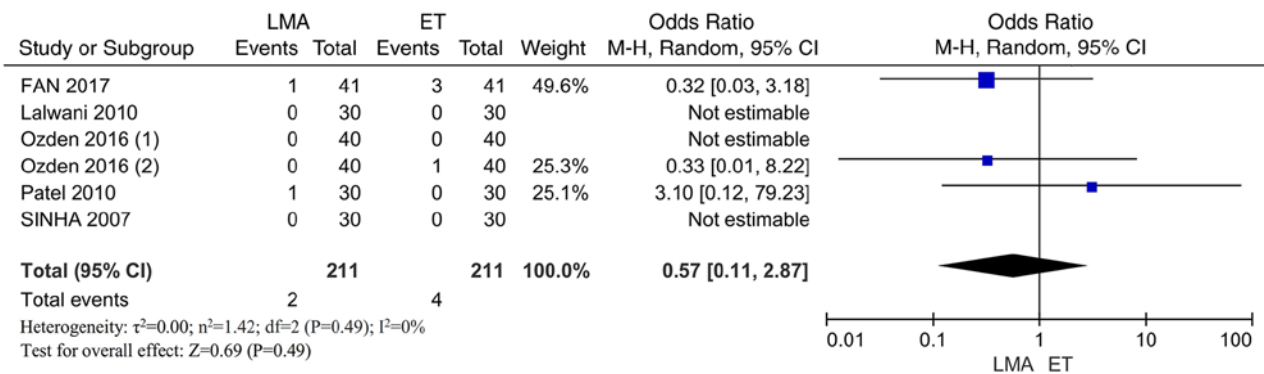 LMA ET Odds Ratio Odds Ratio
Study or Subgroup Events Total Events Total Weight M-H, Random, 95% CI M-H, Random, 95% CI
FAN 2017 1 41 3 41 49.6% 0.32 [0.03, 3.18]
Lalwani 2010 0 30 0 30 Not estimable
Ozden 2016 (1) 0 40 0 40 Not estimable
Ozden 2016 (2) 0 40 1 40 25.3% 0.33 [0.01, 8.22]
Patel 2010 1 30 0 30 25.1% 3.10 [0.12, 79.23]
SINHA 2007 0 30 0 30 Not estimable
Total (95% CI) 211 211 100.0% 0.57 [0.11, 2.87]
Total events 2 4
Heterogeneity: τ²=0.00; n²=1.42; df=2 (P=0.49); I²=0%
Test for overall effect: Z=0.69 (P=0.49)
0.01 0.1 1 10 100
LMA ET